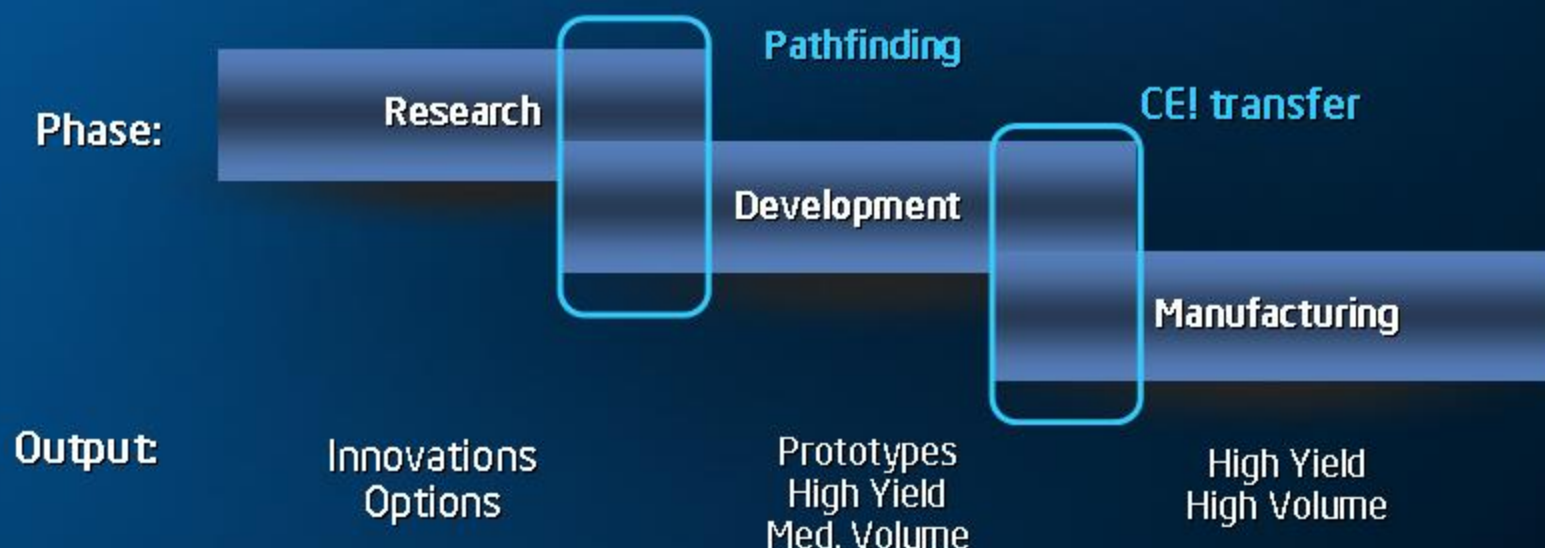 Pathfinding
CE! transfer
Phase:
Research
Development
Manufacturing
Output:
Innovations
Options
Prototypes
High Yield
Med. Volume
High Yield
High Volume